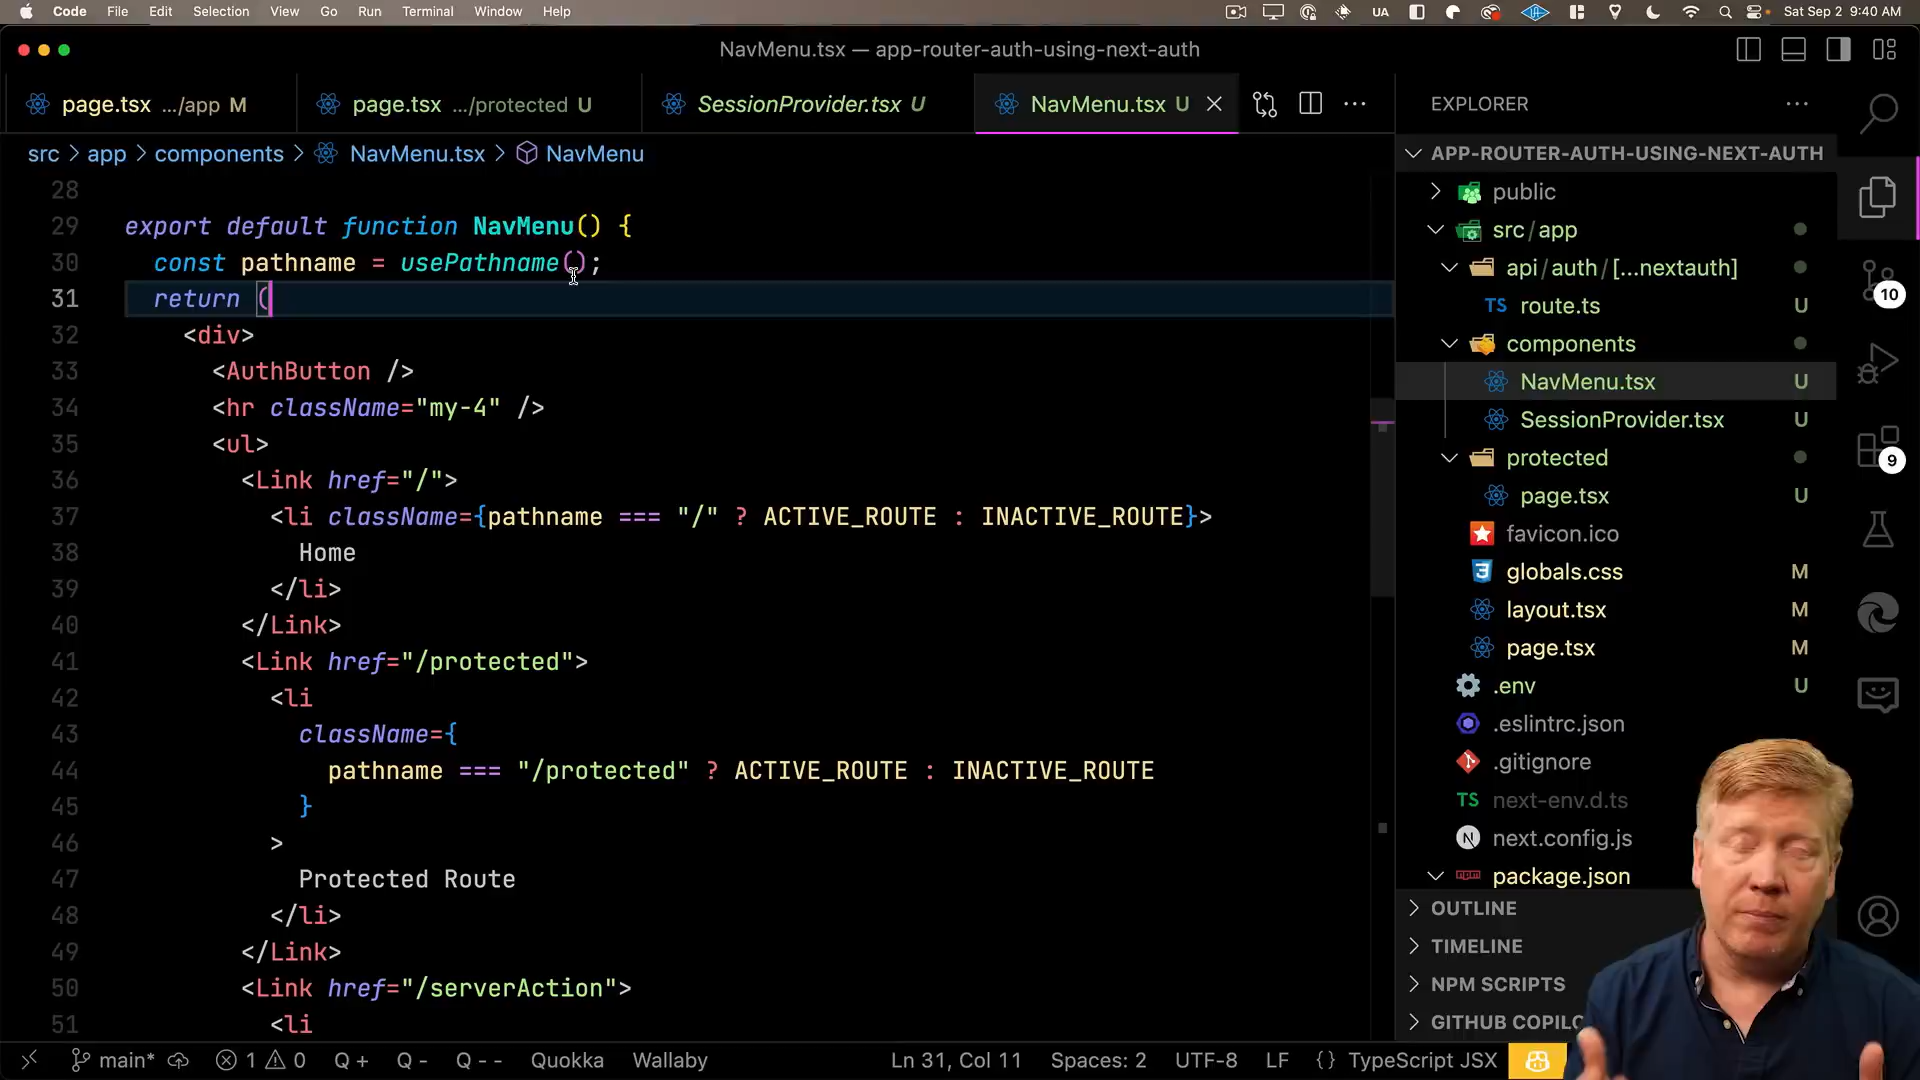 Code File Edit Selection View Go Run Terminal Window Help UA Sat Sep 2 9:40 AM
NavMenu.tsx — app-router-auth-using-next-auth
page.tsx .../app M page.tsx .../protected U SessionProvider.tsx U NavMenu.tsx U
src > app > components > NavMenu.tsx > NavMenu
28
29 export default function NavMenu() {
30 const pathname = usePathname();
31 return (
32 <div>
33 <AuthButton />
34 <hr className="my-4" />
35 <ul>
36 <Link href="/">
37 <li className={pathname === "/" ? ACTIVE_ROUTE : INACTIVE_ROUTE}>
38 Home
39 </li>
40 </Link>
41 <Link href="/protected">
42 <li
43 className={
44 pathname === "/protected" ? ACTIVE_ROUTE : INACTIVE_ROUTE
45 }
46 >
47 Protected Route
48 </li>
49 </Link>
50 <Link href="/serverAction">
51 <li
EXPLORER
APP-ROUTER-AUTH-USING-NEXT-AUTH
public
src/app
api/auth/[...nextauth]
TS route.ts U
components
NavMenu.tsx U
SessionProvider.tsx U
protected
page.tsx U
favicon.ico
globals.css M
layout.tsx M
page.tsx M
.env U
.eslintrc.json
.gitignore
TS next-env.d.ts
N next.config.js
package.json
OUTLINE
TIMELINE
NPM SCRIPTS
GITHUB COPILO
10
9
main* 1 0 Q + Q - Q - - Quokka Wallaby Ln 31, Col 11 Spaces: 2 UTF-8 LF {} TypeScript JSX